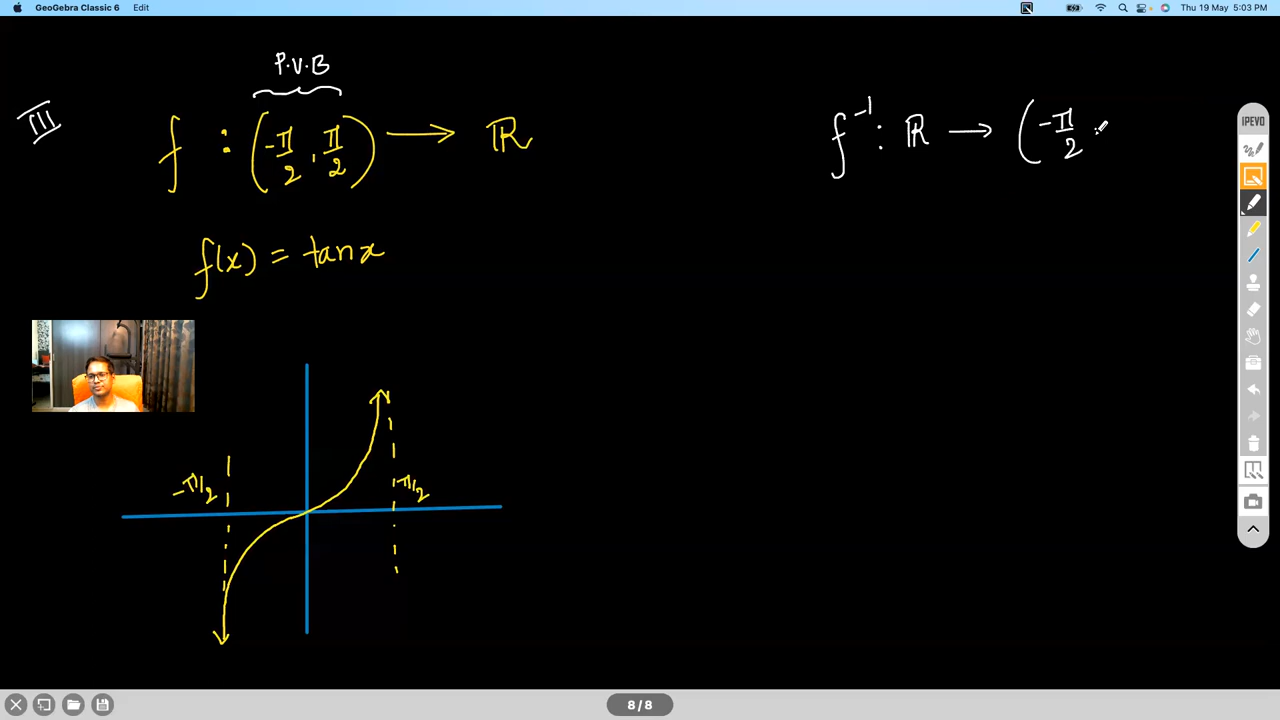 GeoGebra Classic 6 Edit
Thu 19 May 5:03 PM
P.V.B
III
f : (-π/2, π/2) → ℝ
f⁻¹ : ℝ → (-π/2
f(x) = tan x
-π/2
π/2
IPEVO
8/8